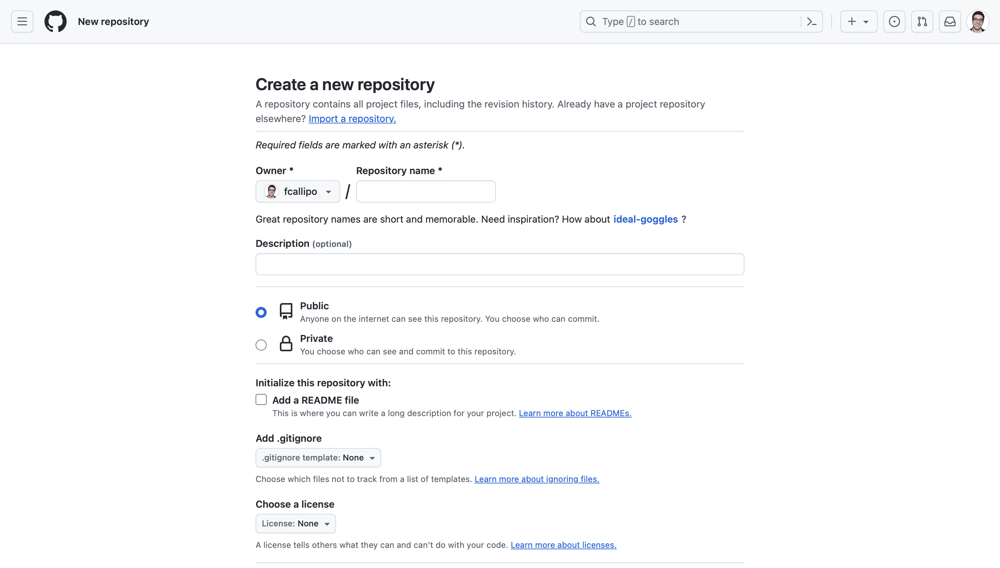 New repository
Type / to search
Create a new repository
A repository contains all project files, including the revision history. Already have a project repository
elsewhere? Import a repository.
Required fields are marked with an asterisk (*).
Owner *
Repository name *
fcallipo
/
Great repository names are short and memorable. Need inspiration? How about ideal-goggles ?
Description (optional)
Public
Anyone on the internet can see this repository. You choose who can commit.
Private
You choose who can see and commit to this repository.
Initialize this repository with:
Add a README file
This is where you can write a long description for your project. Learn more about READMEs.
Add .gitignore
.gitignore template: None
Choose which files not to track from a list of templates. Learn more about ignoring files.
Choose a license
License: None
A license tells others what they can and can't do with your code. Learn more about licenses.